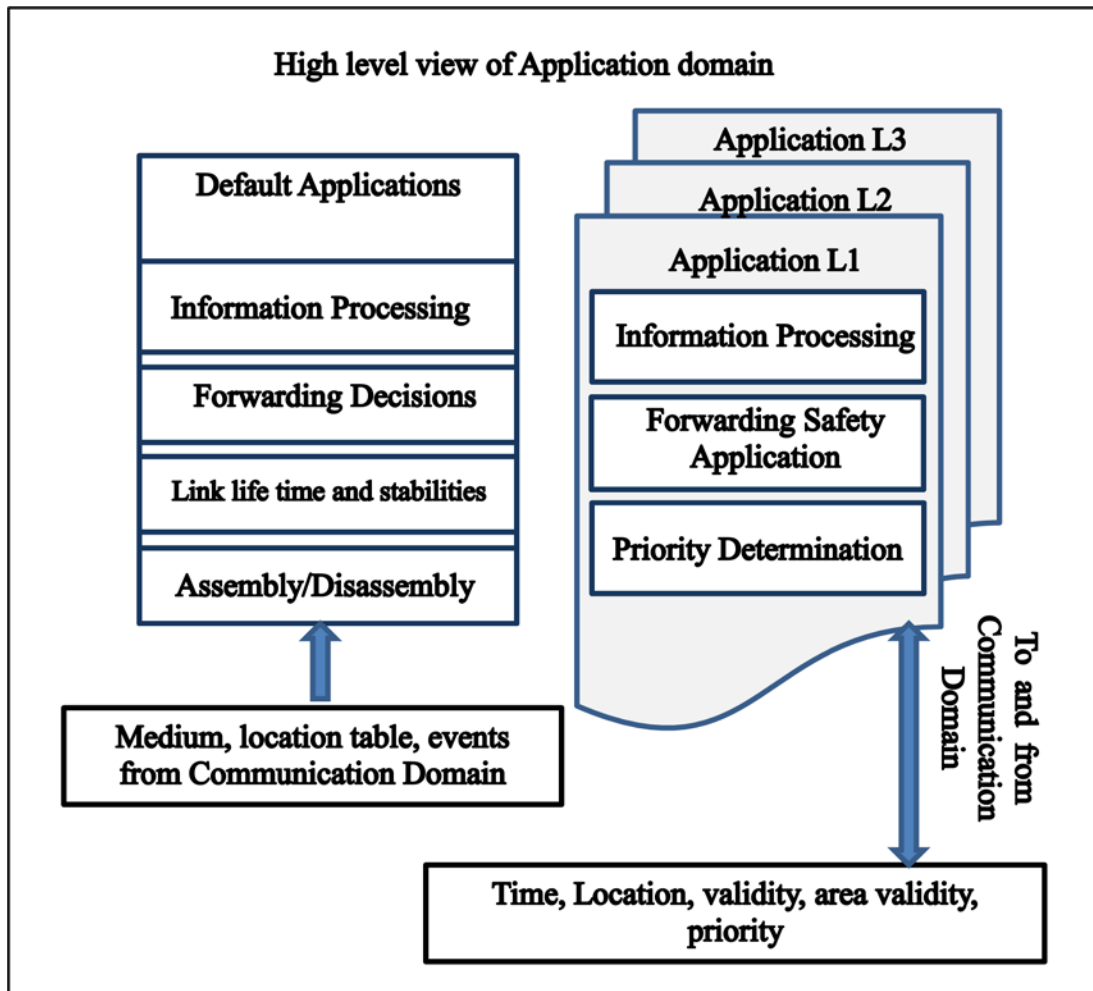 High level view of Application domain
Default Applications
Information Processing
Forwarding Decisions
Link life time and stabilities
Assembly/Disassembly
Medium, location table, events
from Communication Domain
Application L3
Application L2
Application L1
Information Processing
Forwarding Safety
Application
Priority Determination
To and from
Communication
Domain
Time, Location, validity, area validity,
priority